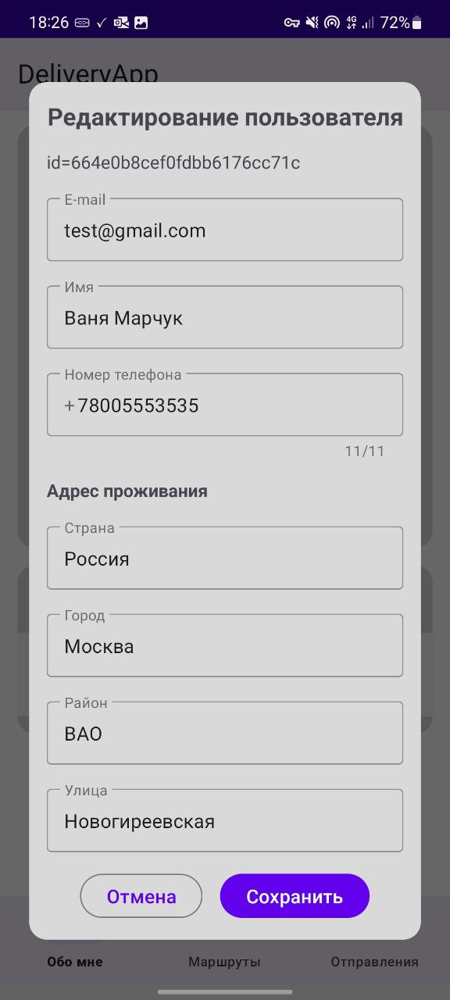 18:26
4G
72%
DeliveryApp
Редактирование пользователя
id=664e0b8cef0fdbb6176cc71c
E-mail
test@gmail.com
Имя
Ваня Марчук
Номер телефона
+78005553535
11/11
Адрес проживания
Страна
Россия
Город
Москва
Район
ВАО
Улица
Новогиреевская
Отмена
Сохранить
Обо мне
Маршруты
Отправления